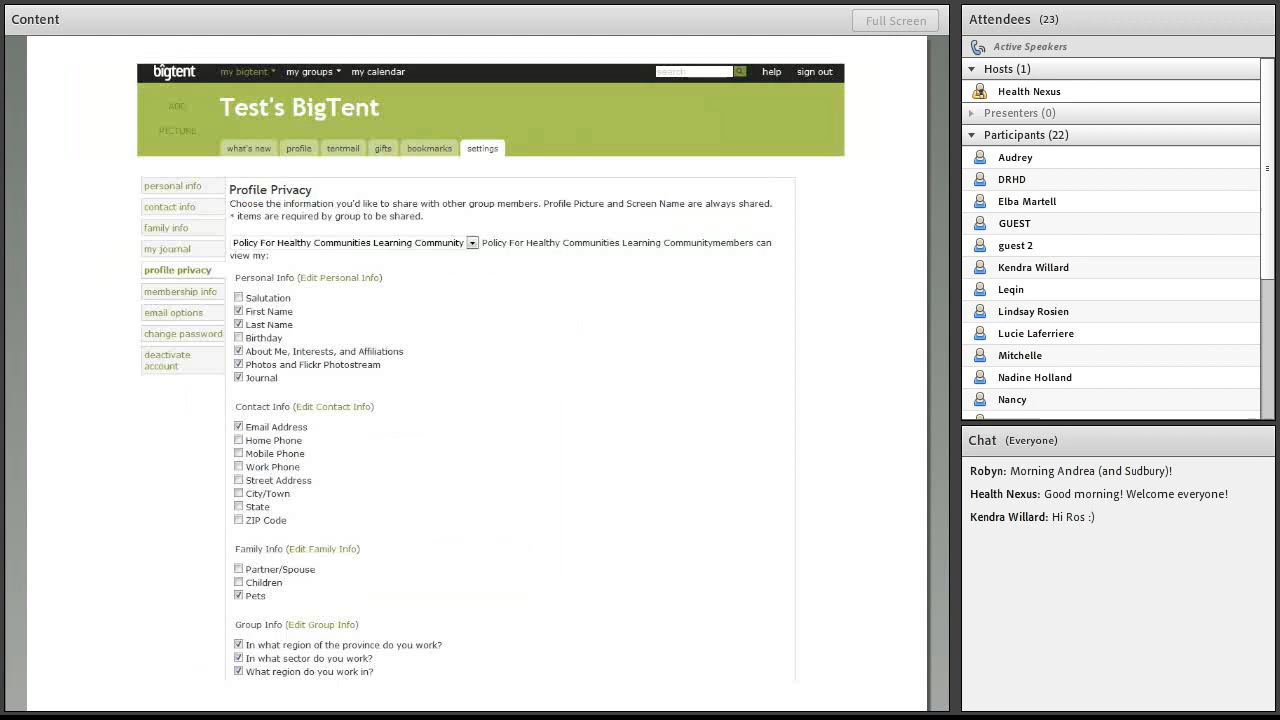 Content
Full Screen
bigtent
my bigtent
my groups
my calendar
search
help
sign out
ADD
PICTURE
Test's BigTent
what's new
profile
tentmail
gifts
bookmarks
settings
personal info
contact info
family info
my journal
profile privacy
membership info
email options
change password
deactivate
account
Profile Privacy
Choose the information you'd like to share with other group members. Profile Picture and Screen Name are always shared.
* items are required by group to be shared.
Policy For Healthy Communities Learning Community
Policy For Healthy Communities Learning Communitymembers can
view my:
Personal Info (Edit Personal Info)
Salutation
First Name
Last Name
Birthday
About Me, Interests, and Affiliations
Photos and Flickr Photostream
Journal
Contact Info (Edit Contact Info)
Email Address
Home Phone
Mobile Phone
Work Phone
Street Address
City/Town
State
ZIP Code
Family Info (Edit Family Info)
Partner/Spouse
Children
Pets
Group Info (Edit Group Info)
In what region of the province do you work?
In what sector do you work?
What region do you work in?
Attendees (23)
Active Speakers
Hosts (1)
Health Nexus
Presenters (0)
Participants (22)
Audrey
DRHD
Elba Martell
GUEST
guest 2
Kendra Willard
Leqin
Lindsay Rosien
Lucie Laferriere
Mitchelle
Nadine Holland
Nancy
Chat (Everyone)
Robyn: Morning Andrea (and Sudbury)!
Health Nexus: Good morning! Welcome everyone!
Kendra Willard: Hi Ros :)